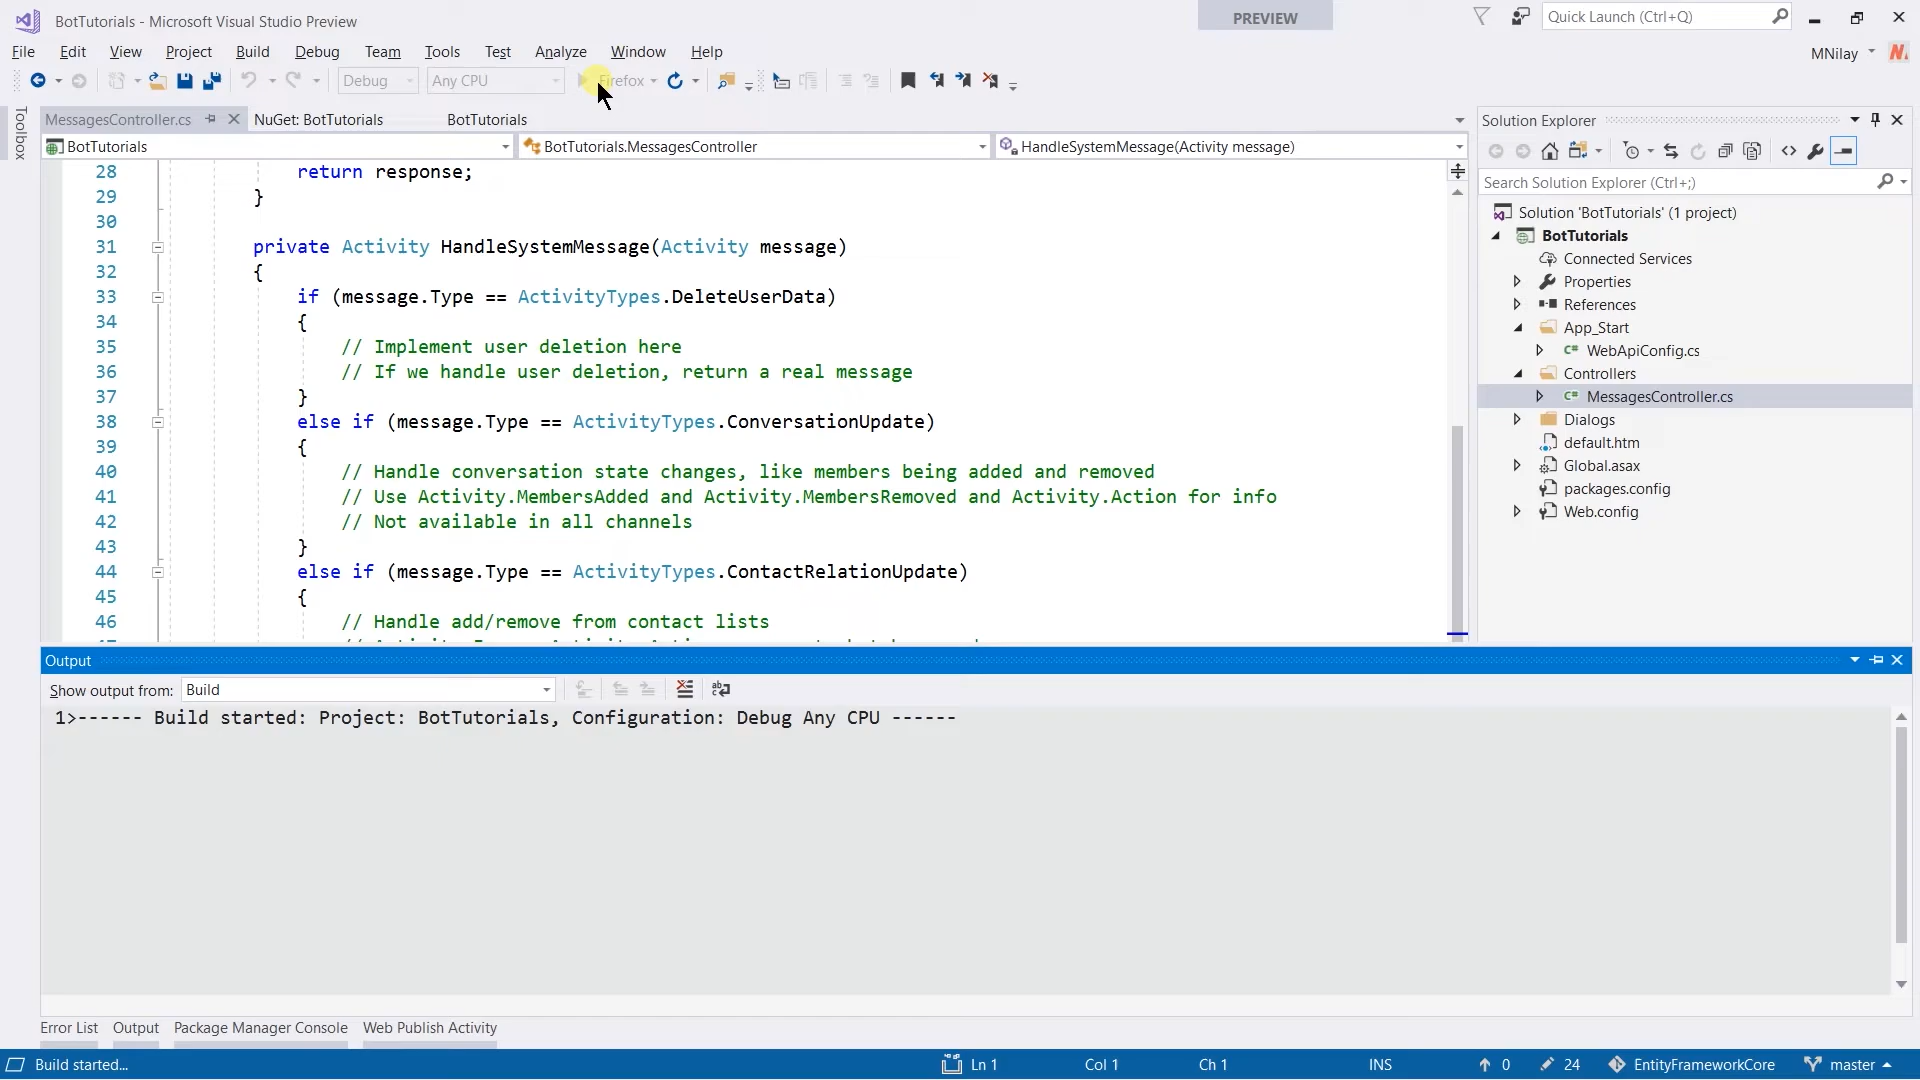 BotTutorials - Microsoft Visual Studio Preview
PREVIEW
Quick Launch (Ctrl+Q)
File Edit View Project Build Debug Team Tools Test Analyze Window Help
MNilay
Debug Any CPU Firefox
Toolbox
MessagesController.cs NuGet: BotTutorials BotTutorials
BotTutorials BotTutorials.MessagesController HandleSystemMessage(Activity message)
28 return response;
29 }
30
31 private Activity HandleSystemMessage(Activity message)
32 {
33 if (message.Type == ActivityTypes.DeleteUserData)
34 {
35 // Implement user deletion here
36 // If we handle user deletion, return a real message
37 }
38 else if (message.Type == ActivityTypes.ConversationUpdate)
39 {
40 // Handle conversation state changes, like members being added and removed
41 // Use Activity.MembersAdded and Activity.MembersRemoved and Activity.Action for info
42 // Not available in all channels
43 }
44 else if (message.Type == ActivityTypes.ContactRelationUpdate)
45 {
46 // Handle add/remove from contact lists
Solution Explorer
Search Solution Explorer (Ctrl+;)
Solution 'BotTutorials' (1 project)
BotTutorials
Connected Services
Properties
References
App_Start
C# WebApiConfig.cs
Controllers
C# MessagesController.cs
Dialogs
default.htm
Global.asax
packages.config
Web.config
Output
Show output from: Build
1>------ Build started: Project: BotTutorials, Configuration: Debug Any CPU ------
Error List Output Package Manager Console Web Publish Activity
Build started... Ln 1 Col 1 Ch 1 INS 0 24 EntityFrameworkCore master